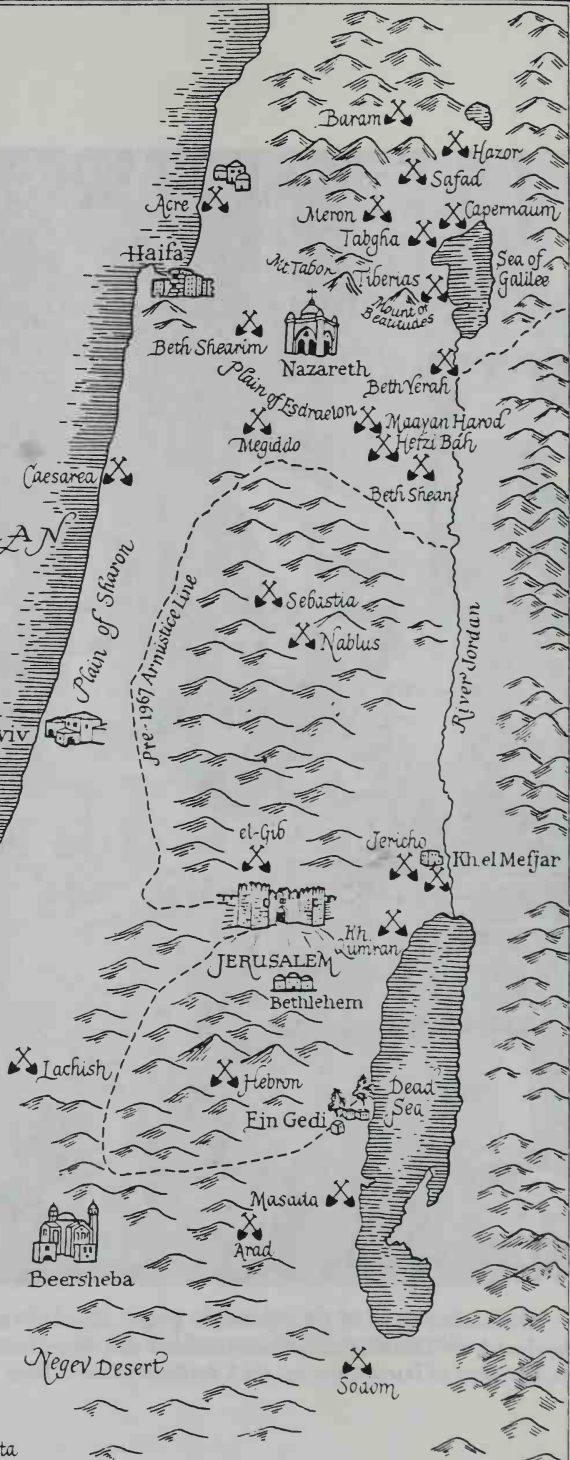 Baram
Hazor
Safad
Acre
Meron
Capernaum
Tabgha
Haifa
Mt Tabor
Tiberias
Sea of
Galilee
Mount of
Beatitudes
Beth Shearim
Nazareth
Beth Yerah
Plain of Esdraelon
Megiddo
Maayan Harod
Hefzi Bah
Caesarea
Beth Shean
AN
Plain of Sharon
Pre-1967 Armistice Line
Sebastia
Nablus
River Jordan
viv
el-Gib
Jericho
Kh. el Mefjar
Kh.
Qumran
JERUSALEM
Bethlehem
Lachish
Hebron
Dead
Sea
Ein Gedi
Masada
Arad
Beersheba
Negev Desert
Sodom
ta